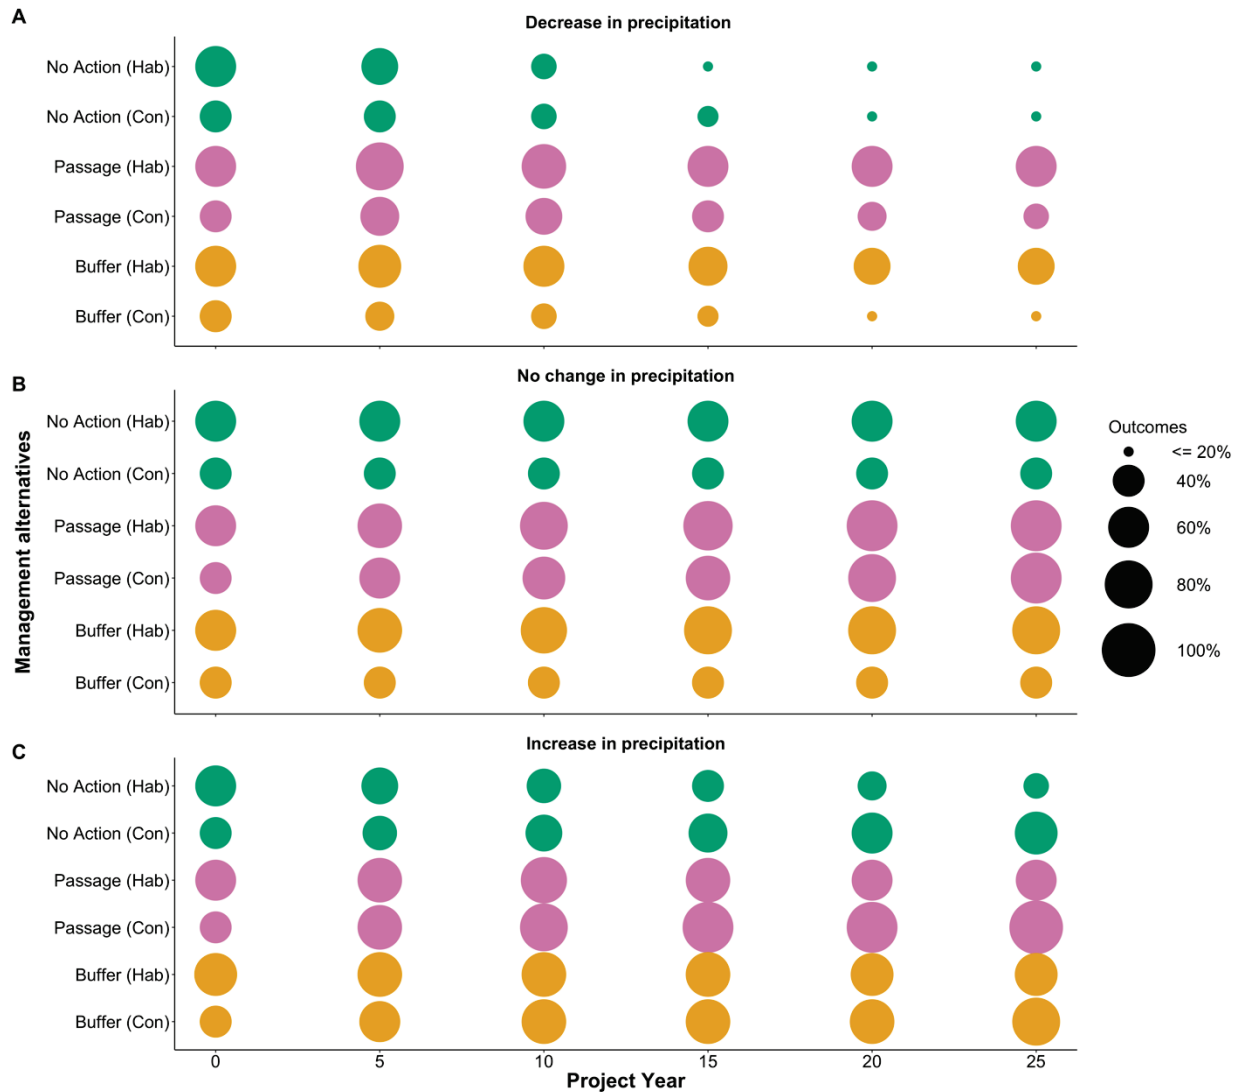 A
Decrease in precipitation
No Action (Hab)
No Action (Con)
Passage (Hab)
Passage (Con)
Buffer (Hab)
Buffer (Con)
B
No change in precipitation
No Action (Hab)
No Action (Con)
Passage (Hab)
Passage (Con)
Buffer (Hab)
Buffer (Con)
Management alternatives
Outcomes
<= 20%
40%
60%
80%
100%
C
Increase in precipitation
No Action (Hab)
No Action (Con)
Passage (Hab)
Passage (Con)
Buffer (Hab)
Buffer (Con)
0 5 10 15 20 25
Project Year